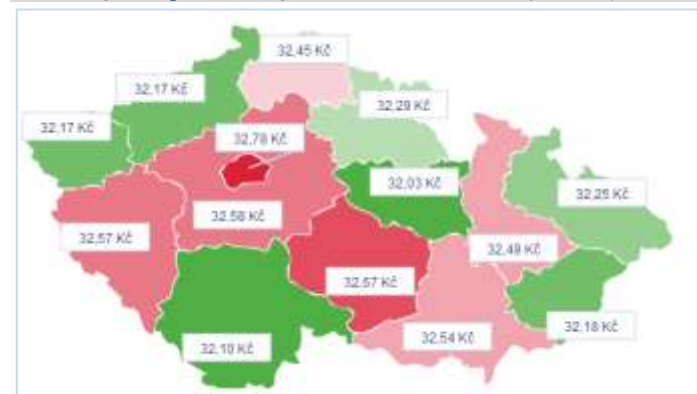 32,45 Kč
32,17 Kč
32,29 Kč
32,17 Kč
32,78 Kč
32,03 Kč
32,25 Kč
32,58 Kč
32,57 Kč
32,49 Kč
32,57 Kč
32,18 Kč
32,54 Kč
32,10 Kč